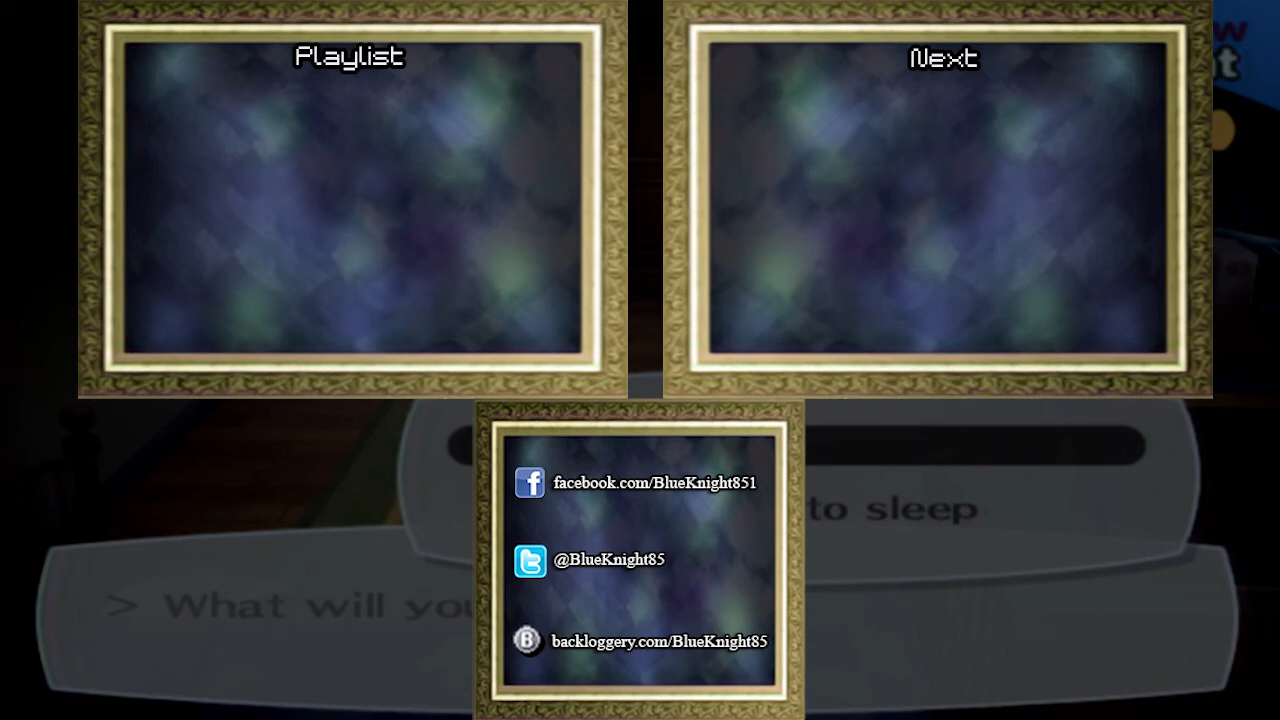 Playlist
Next
facebook.com/BlueKnight851
to sleep
@BlueKnight85
> What will you
backloggery.com/BlueKnight85